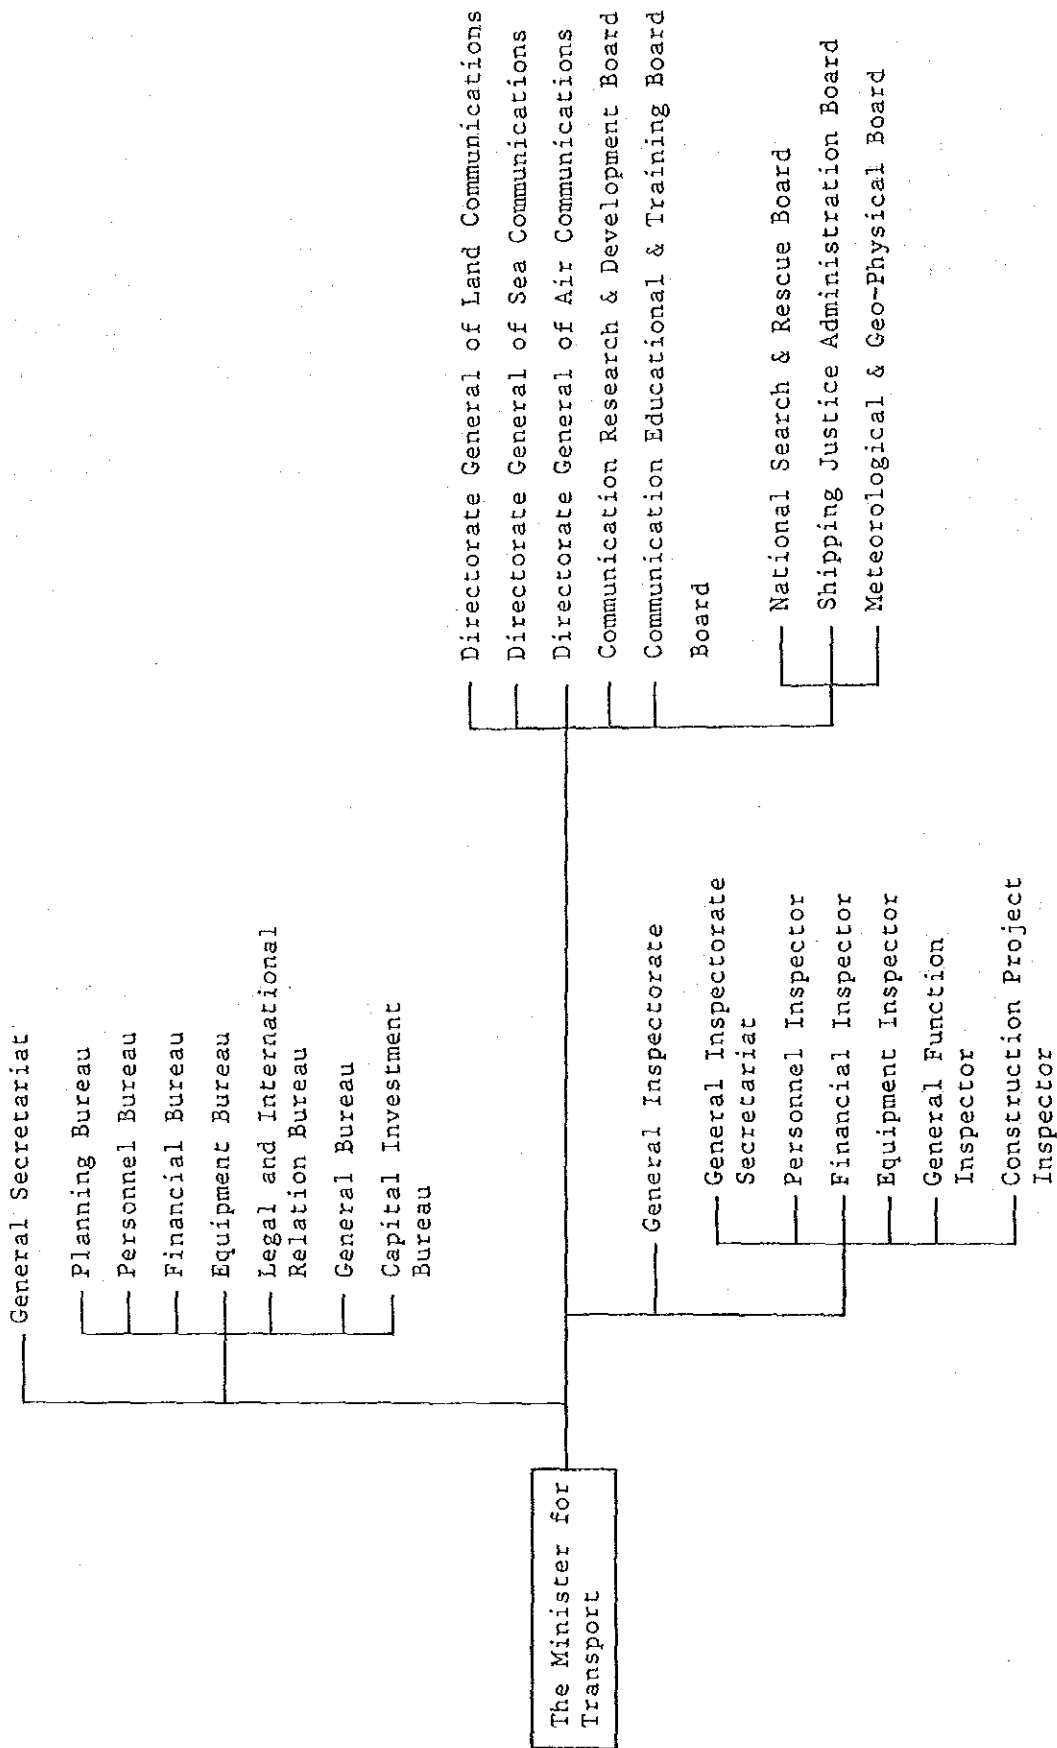 General Secretariat
Planning Bureau
Personnel Bureau
Financial Bureau
Equipment Bureau
Legal and International
Relation Bureau
General Bureau
Capital Investment
Bureau
The Minister for
Transport
General Inspectorate
General Inspectorate
Secretariat
Personnel Inspector
Financial Inspector
Equipment Inspector
General Function
Inspector
Construction Project
Inspector
Directorate General of Land Communications
Directorate General of Sea Communications
Directorate General of Air Communications
Communication Research & Development Board
Communication Educational & Training Board
Board
National Search & Rescue Board
Shipping Justice Administration Board
Meteorological & Geo-Physical Board